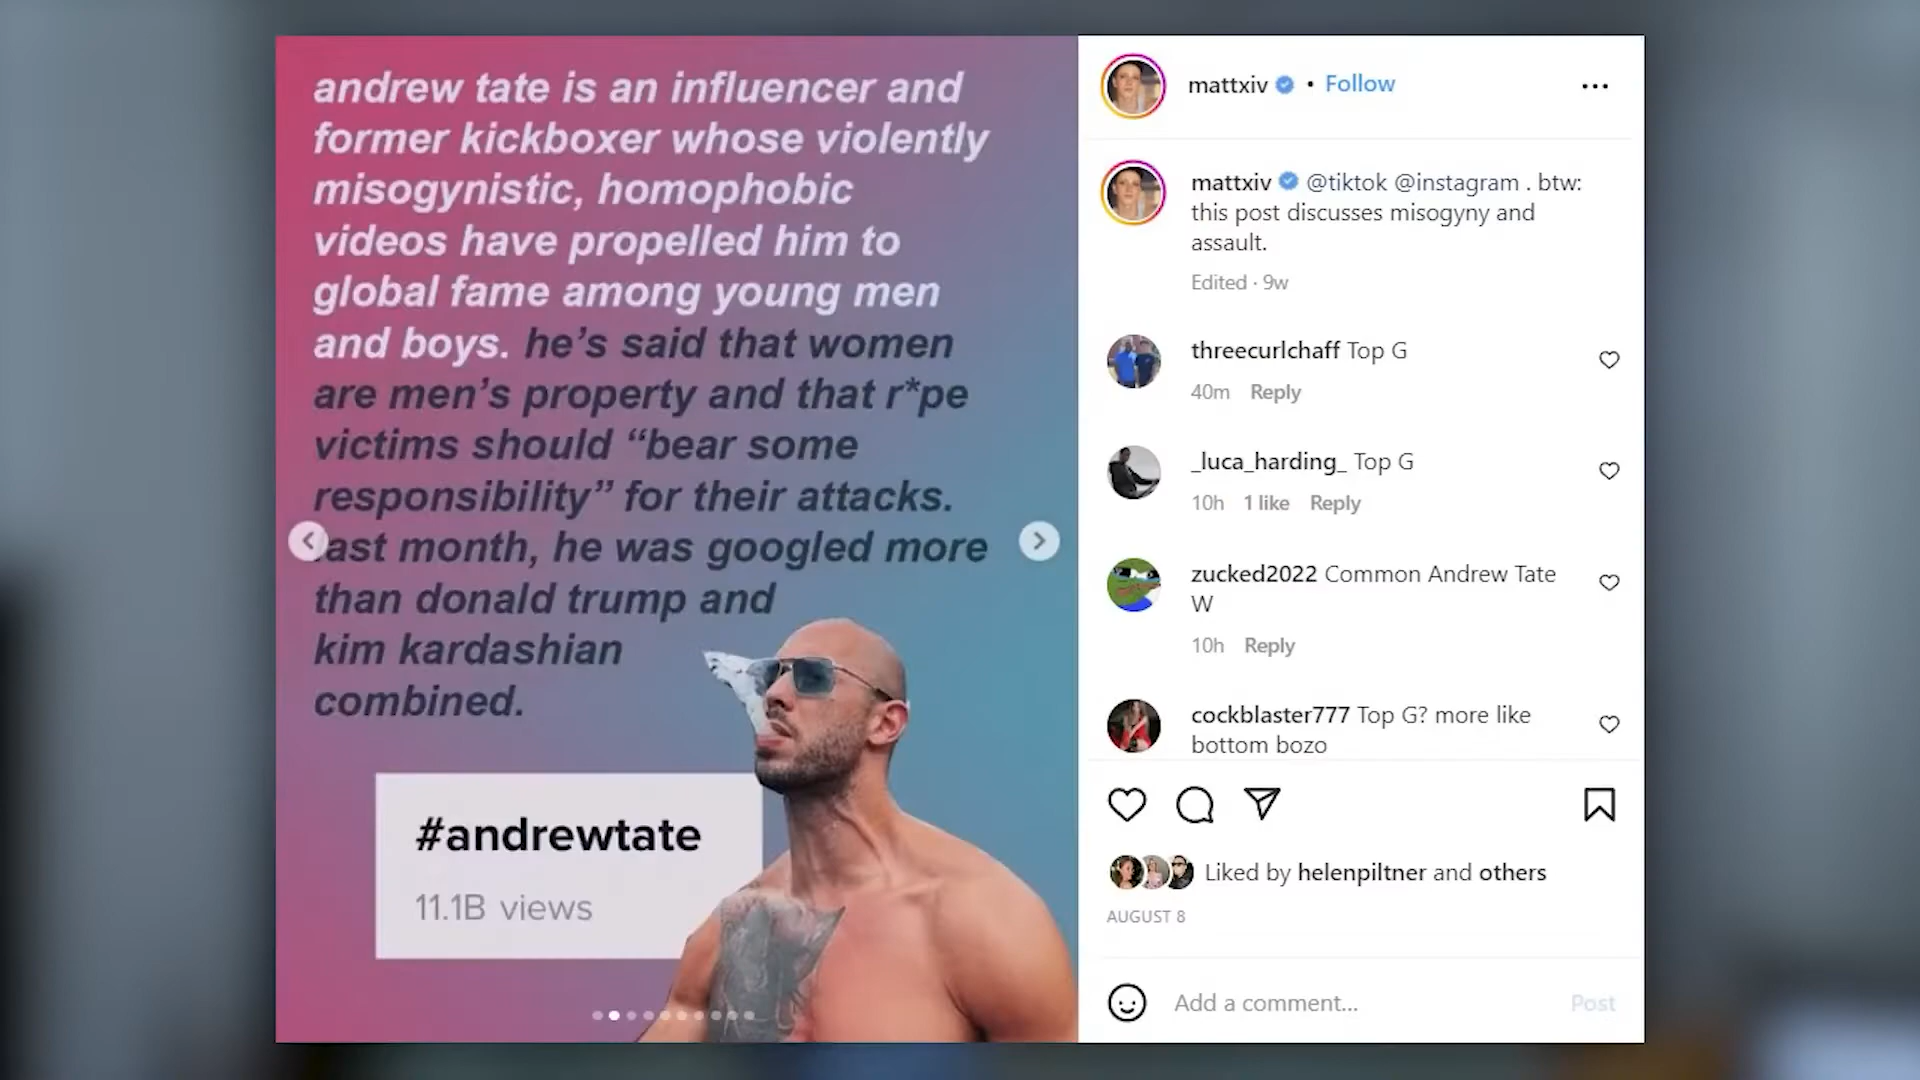 andrew tate is an influencer and
former kickboxer whose violently
misogynistic, homophobic
videos have propelled him to
global fame among young men
and boys. he's said that women
are men's property and that r*pe
victims should “bear some
responsibility” for their attacks.
last month, he was googled more
than donald trump and
kim kardashian
combined.
#andrewtate
11.1B views
mattxiv • Follow
mattxiv @tiktok @instagram . btw:
this post discusses misogyny and
assault.
Edited · 9w
threecurlchaff Top G
40m Reply
_luca_harding_ Top G
10h 1 like Reply
zucked2022 Common Andrew Tate
W
10h Reply
cockblaster777 Top G? more like
bottom bozo
Liked by helenpiltner and others
AUGUST 8
Add a comment...
Post